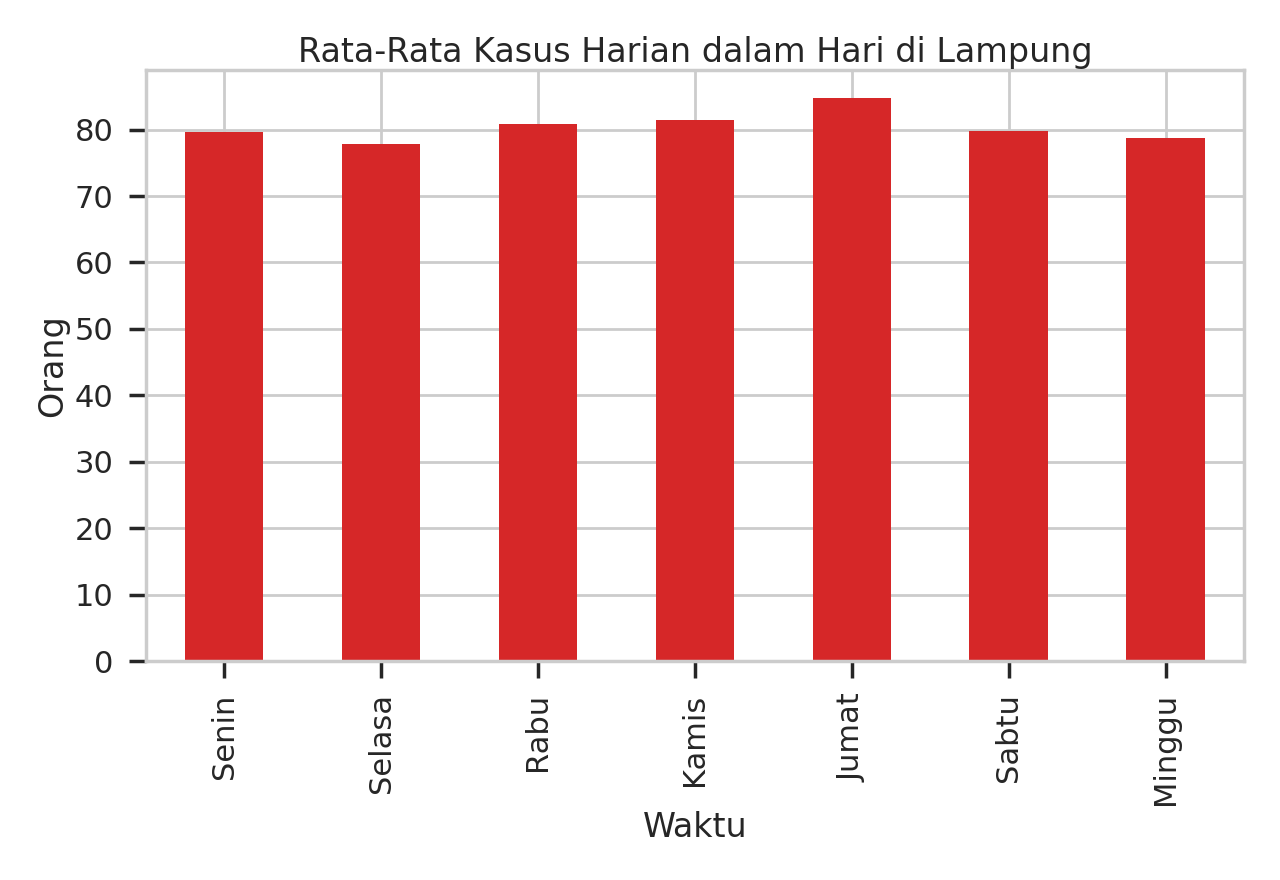 Rata-Rata Kasus Harian dalam Hari di Lampung
Orang
80
70
60
50
40
30
20
10
0
Senin
Selasa
Rabu
Kamis
Jumat
Sabtu
Minggu
Waktu